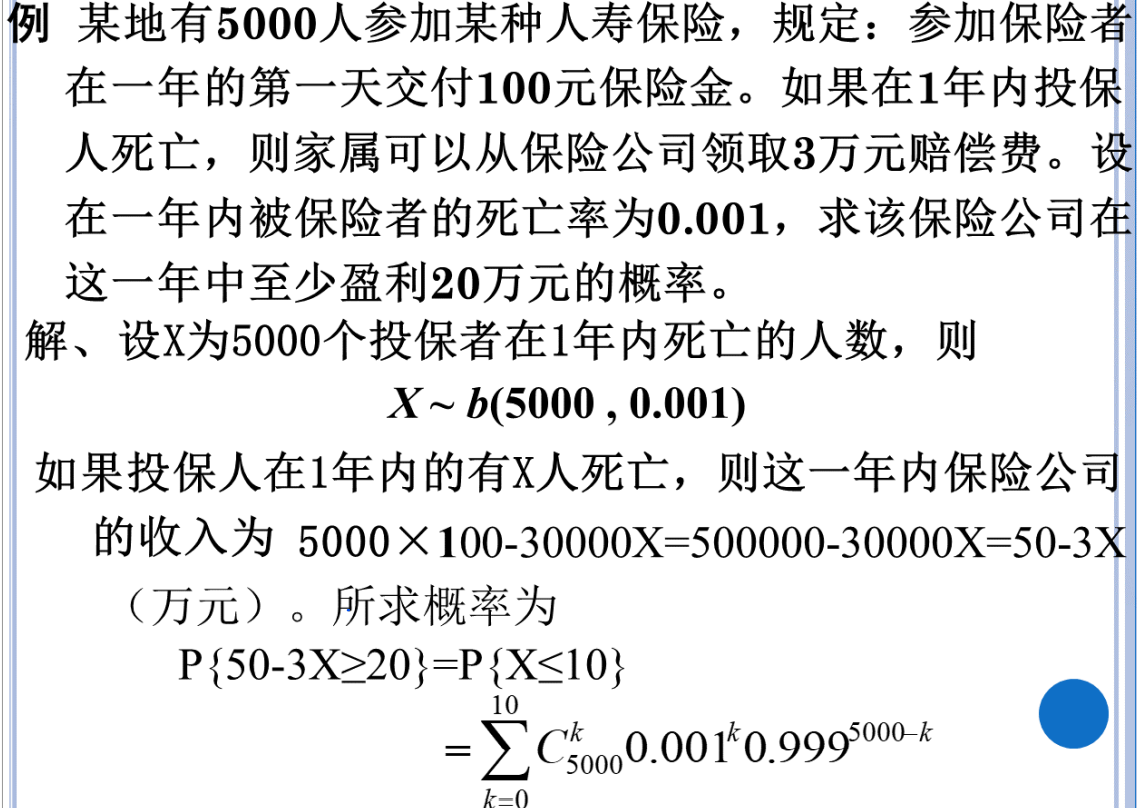 例 某地有5000人参加某种人寿保险，规定：参加保险者
在一年的第一天交付100元保险金。如果在1年内投保
人死亡，则家属可以从保险公司领取3万元赔偿费。设
在一年内被保险者的死亡率为0.001，求该保险公司在
这一年中至少盈利20万元的概率。
解、设X为5000个投保者在1年内死亡的人数，则
X ~ b(5000 , 0.001)
如果投保人在1年内的有X人死亡，则这一年内保险公司
的收入为 5000×100-30000X=500000-30000X=50-3X
（万元）。所求概率为
P{50-3X≥20}=P{X≤10}
=∑_{k=0}^{10} C_{5000}^{k} 0.001^{k} 0.999^{5000-k}